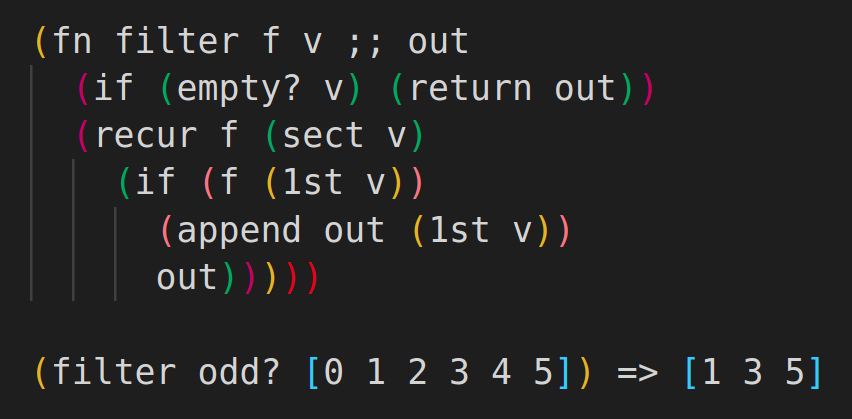 (fn filter f v ;; out
  (if (empty? v) (return out))
  (recur f (sect v)
    (if (f (1st v))
      (append out (1st v))
      out)))))
(filter odd? [0 1 2 3 4 5]) => [1 3 5]